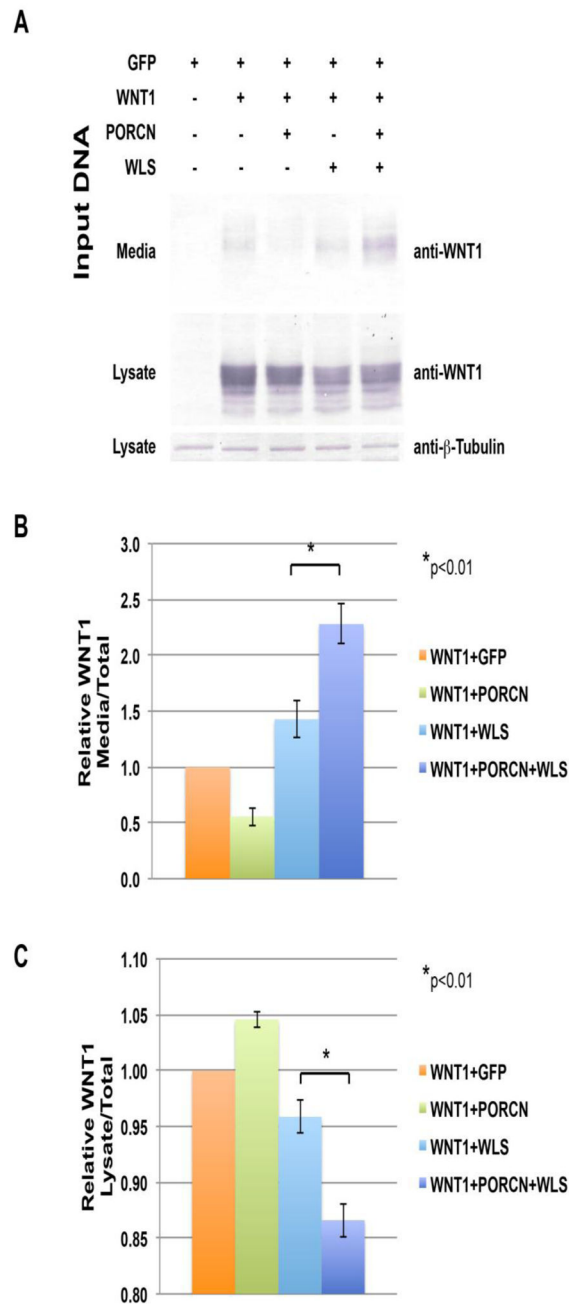 A
GFP + + + + +
WNT1 - + + + +
PORCN - - + - +
WLS - - - + +
Input DNA
Media anti-WNT1
Lysate anti-WNT1
Lysate anti-β-Tubulin
B
Relative WNT1
Media/Total
3.0
2.5
2.0
1.5
1.0
0.5
0.0
*
*p<0.01
WNT1+GFP
WNT1+PORCN
WNT1+WLS
WNT1+PORCN+WLS
C
Relative WNT1
Lysate/Total
1.10
1.05
1.00
0.95
0.90
0.85
0.80
*
*p<0.01
WNT1+GFP
WNT1+PORCN
WNT1+WLS
WNT1+PORCN+WLS